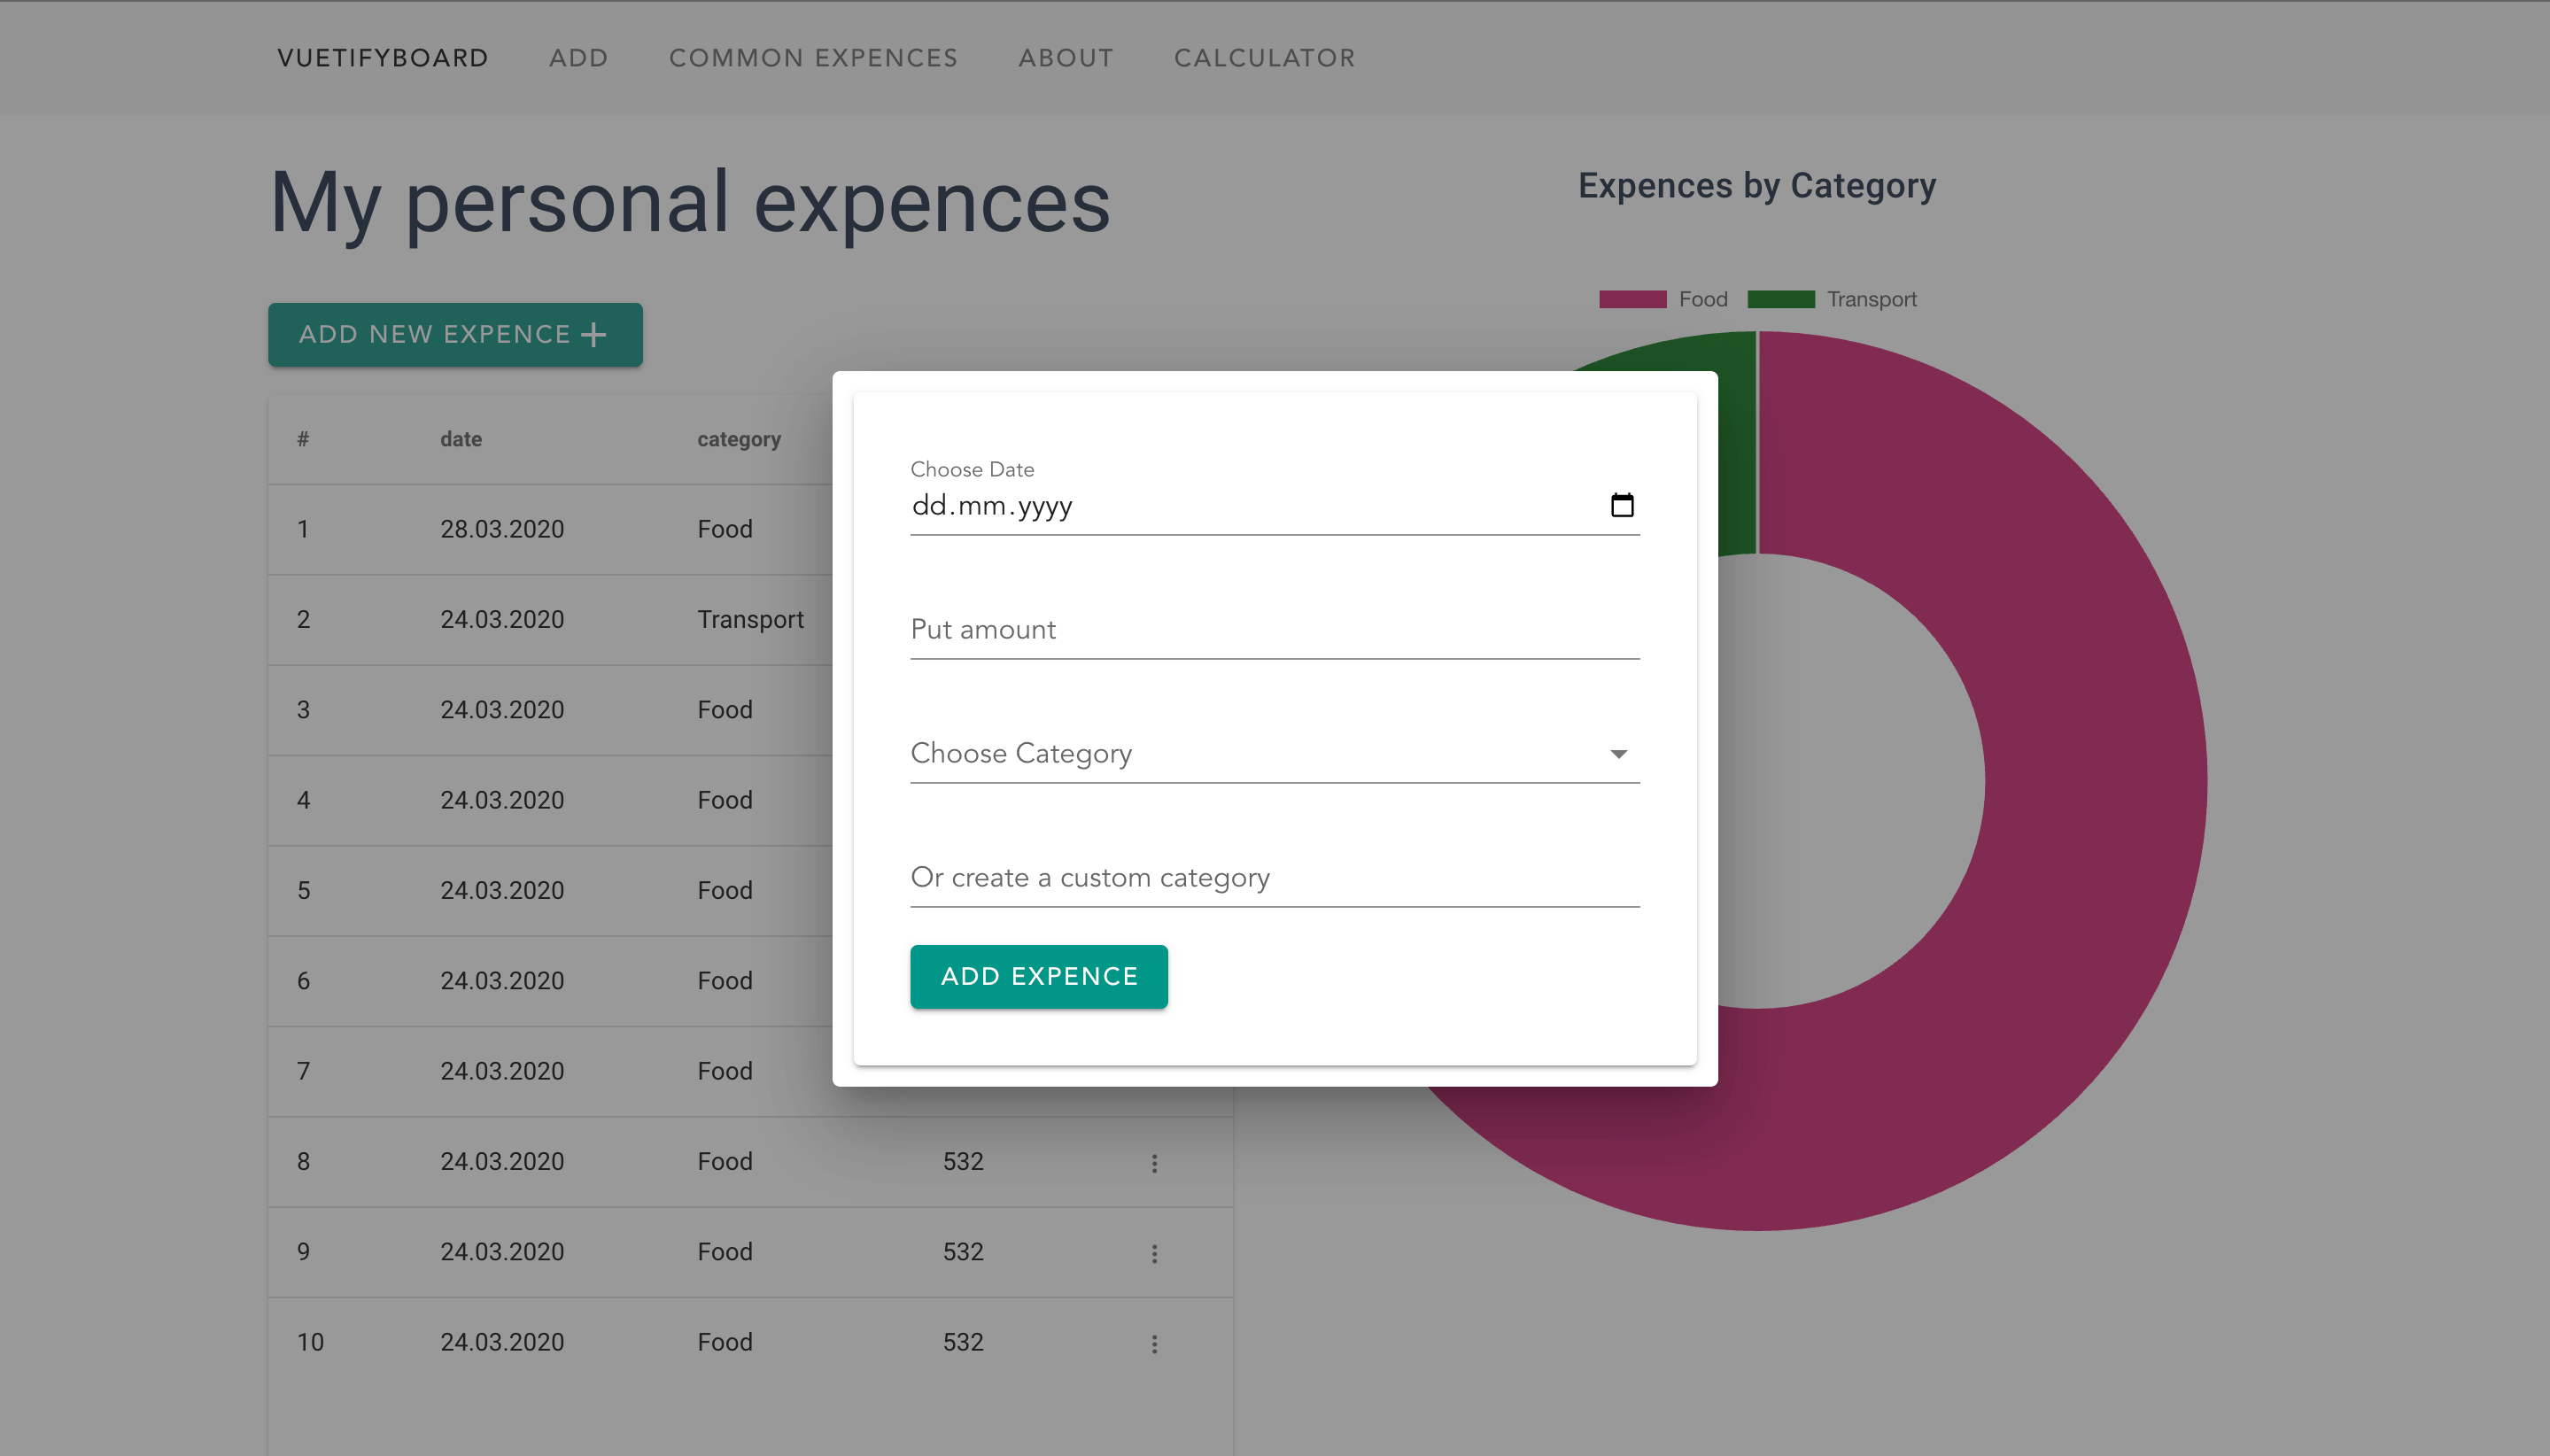 VUETIFYBOARD ADD COMMON EXPENCES ABOUT CALCULATOR
My personal expences
ADD NEW EXPENCE +
# date category
1 28.03.2020 Food
2 24.03.2020 Transport
3 24.03.2020 Food
4 24.03.2020 Food
5 24.03.2020 Food
6 24.03.2020 Food
7 24.03.2020 Food
8 24.03.2020 Food 532
9 24.03.2020 Food 532
10 24.03.2020 Food 532
Expences by Category
Food Transport
Choose Date
dd.mm.yyyy
Put amount
Choose Category
Or create a custom category
ADD EXPENCE